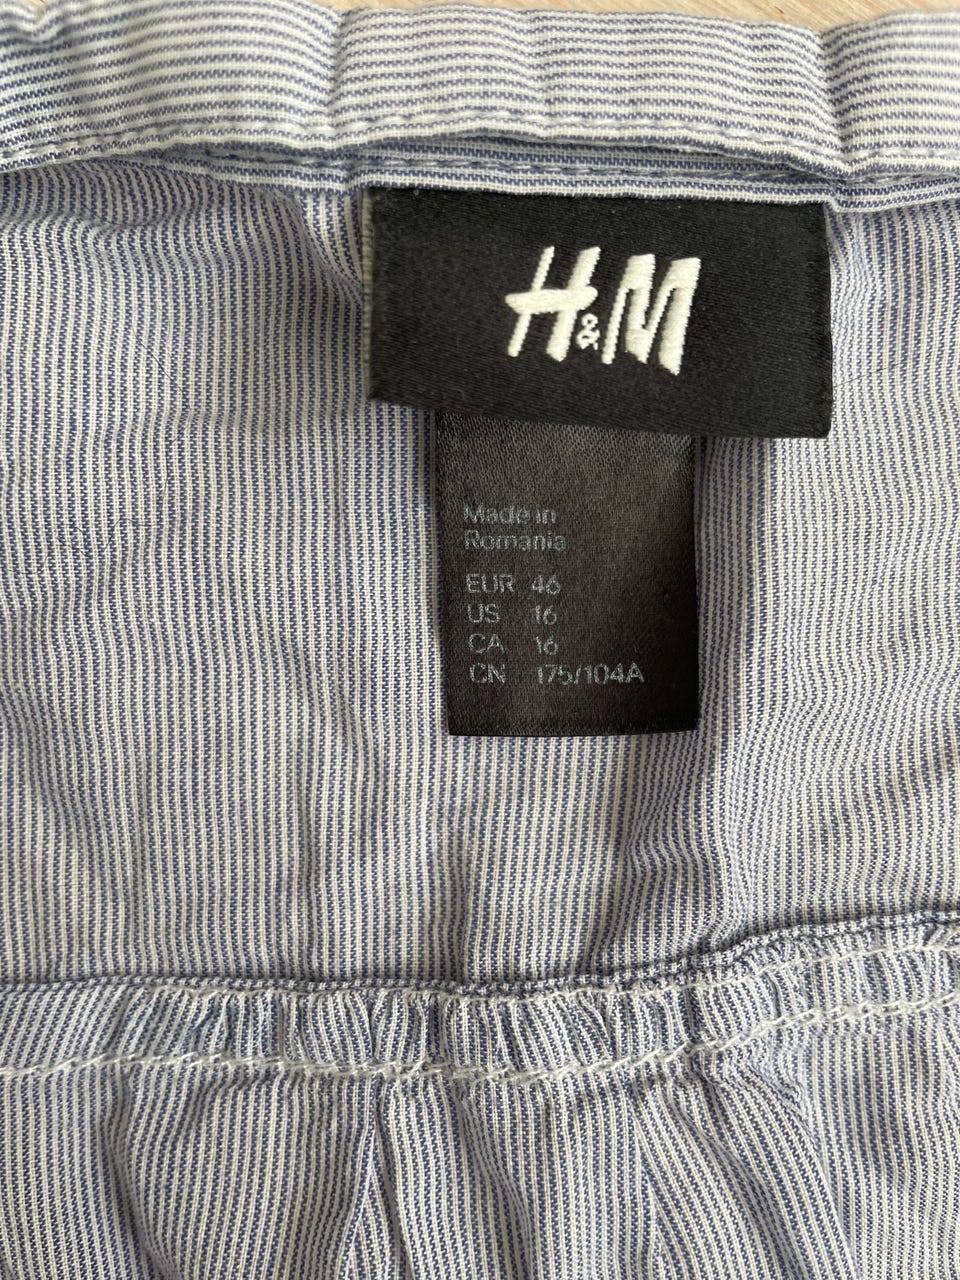 H&M
Made in
Romania
EUR 46
US 16
CA 16
CN 175/104A